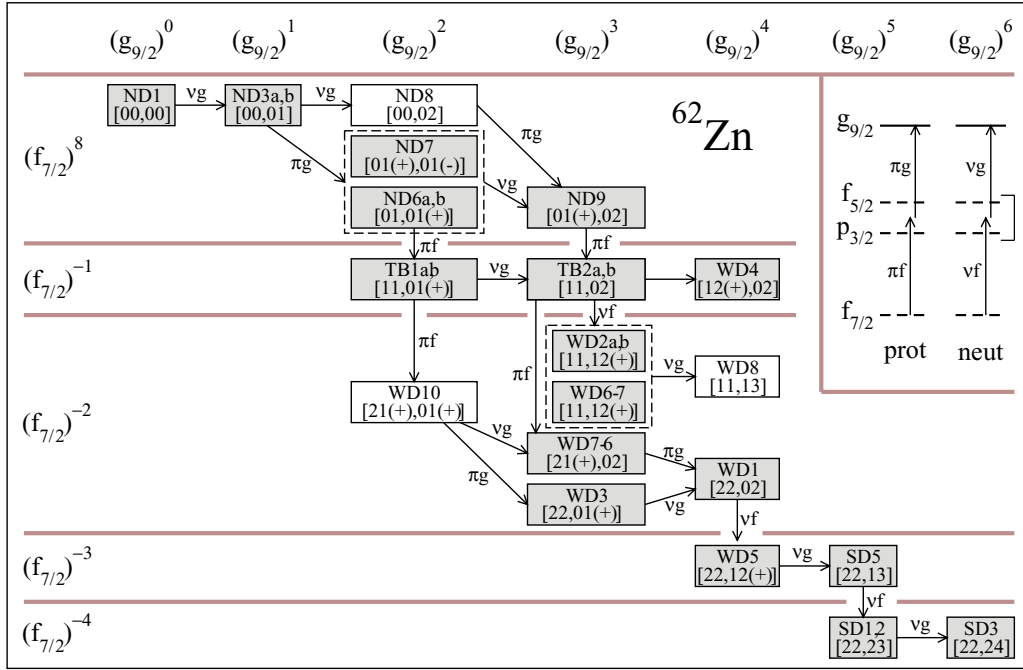 (g9/2)^0 (g9/2)^1 (g9/2)^2 (g9/2)^3 (g9/2)^4 (g9/2)^5 (g9/2)^6
ND1 νg ND3a,b νg ND8
[00,00] [00,01] [00,02]
62Zn
(f7/2)^8
πg
ND7
[01(+),01(-)]
πg
νg
ND6a,b ND9
[01,01(+)] [01(+),02]
πf πf
(f7/2)^−1
TB1a,b νg TB2a,b WD4
[11,01(+)] [11,02] [12(+),02]
νf
πf
WD2a,b
[11,12(+)]
πf
νg
WD8
[11,13]
(f7/2)^−2
WD10 WD6-7
[21(+),01(+)] [11,12(+)]
νg
WD7-6 πg
[21(+),02]
πg
WD1
[22,02]
WD3
[22,01(+)] νg
νf
(f7/2)^−3
WD5 νg SD5
[22,12(+)] [22,13]
νf
(f7/2)^−4
SD1,2 νg SD3
[22,23] [22,24]
g9/2
πg νg
f5/2
p3/2
πf νf
f7/2
prot neut